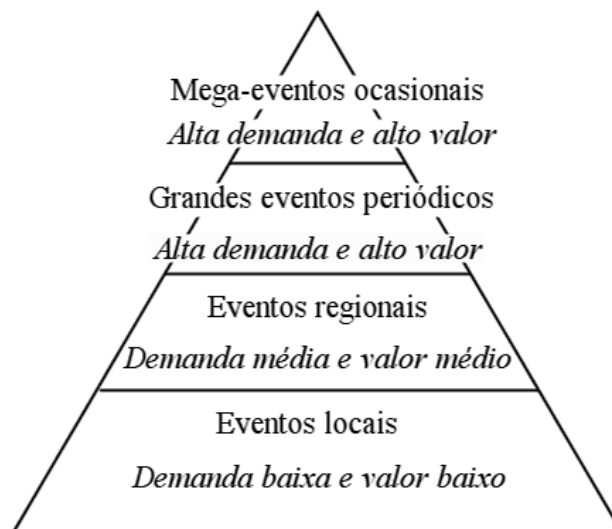 Mega-eventos ocasionais
Alta demanda e alto valor
Grandes eventos periódicos
Alta demanda e alto valor
Eventos regionais
Demanda média e valor médio
Eventos locais
Demanda baixa e valor baixo